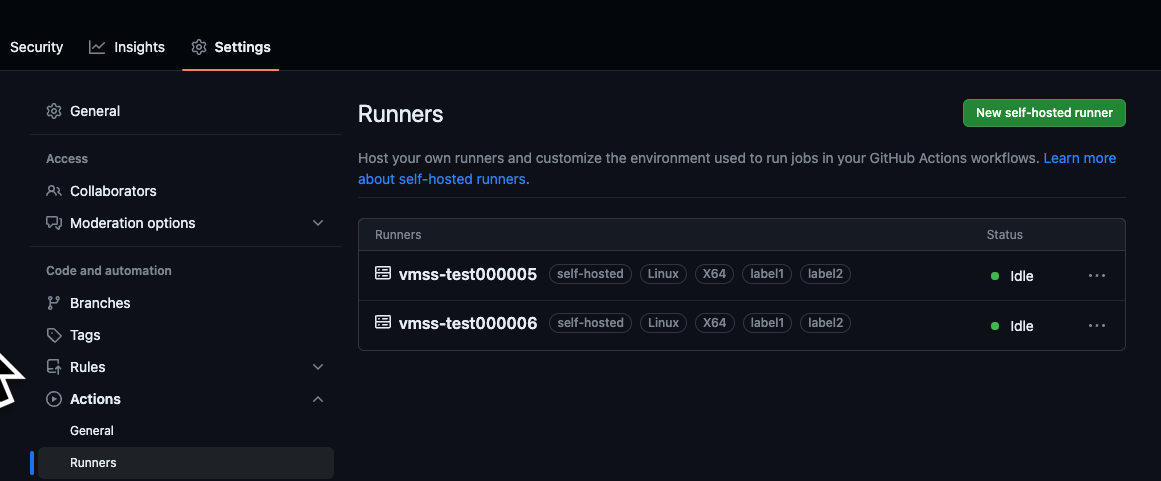 Security Insights Settings
General
Access
Collaborators
Moderation options
Code and automation
Branches
Tags
Rules
Actions
General
Runners
Runners
New self-hosted runner
Host your own runners and customize the environment used to run jobs in your GitHub Actions workflows. Learn more
about self-hosted runners.
Runners Status
vmss-test000005 self-hosted Linux X64 label1 label2 Idle
vmss-test000006 self-hosted Linux X64 label1 label2 Idle